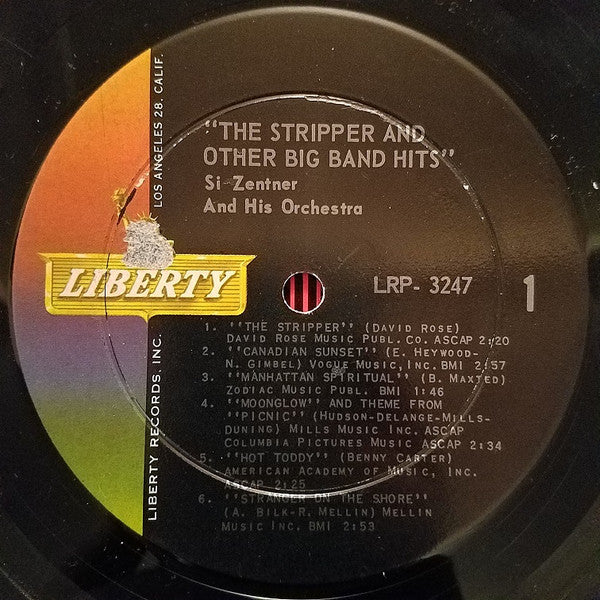 "THE STRIPPER AND
OTHER BIG BAND HITS"
Si Zentner
And His Orchestra
LIBERTY
LRP- 3247
1
1. "THE STRIPPER" (DAVID ROSE)
DAVID ROSE MUSIC PUBL. CO. ASCAP 2:20
2. "CANADIAN SUNSET" (E. HEYWOOD-
N. GIMBEL) VOGUE MUSIC, INC. BMI 2:57
3. "MANHATTAN SPIRITUAL" (B. MAXTED)
ZODIAC MUSIC PUBL. BMI 1:46
4. "MOONGLOW" AND THEME FROM
"PICNIC" (HUDSON-DELANGE-MILLS-
DUNING) MILLS MUSIC INC. ASCAP
COLUMBIA PICTURES MUSIC ASCAP 2:34
5. "HOT TODDY" (BENNY CARTER)
AMERICAN ACADEMY OF MUSIC, INC.
ASCAP 2:25
6. "STRANGER ON THE SHORE"
(A. BILK-R. MELLIN) MELLIN
MUSIC INC. BMI 2:53
LIBERTY RECORDS, INC.
LOS ANGELES 28, CALIF.